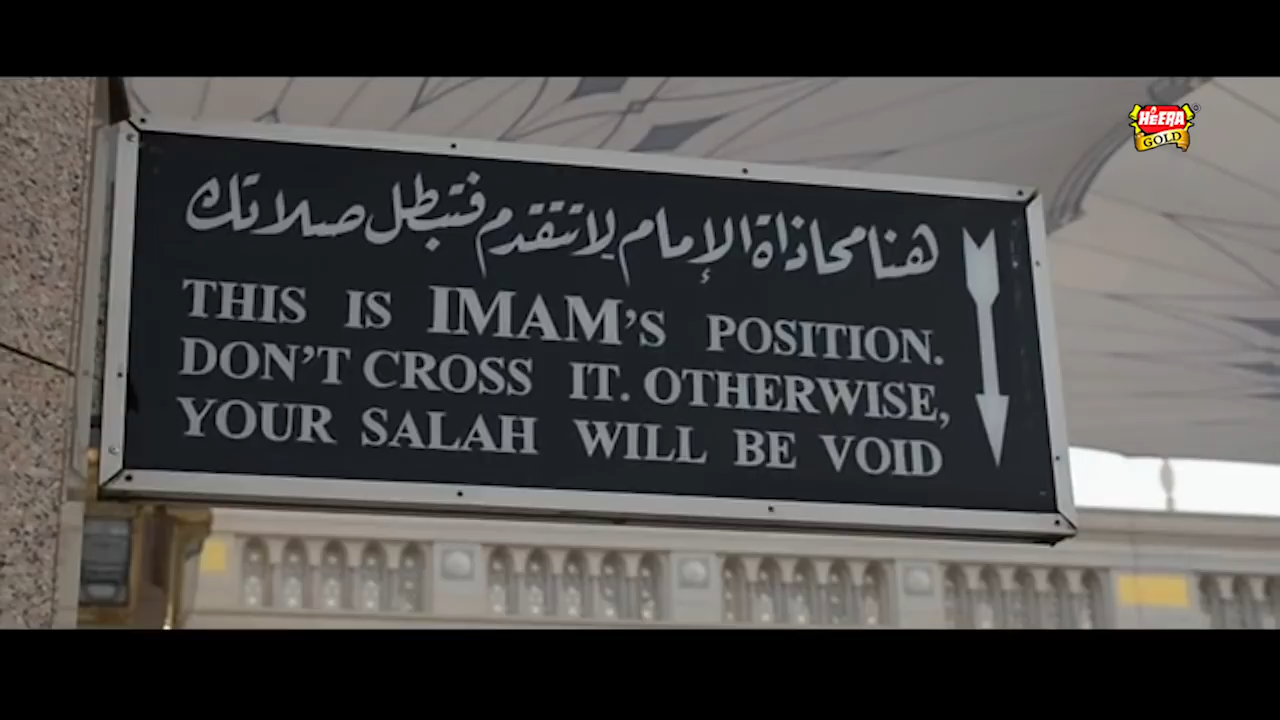 هنا محاذاة الإمام لا تتقدم فتبطل صلاتك
THIS IS IMAM'S POSITION.
DON'T CROSS IT. OTHERWISE,
YOUR SALAH WILL BE VOID
HEERA
GOLD